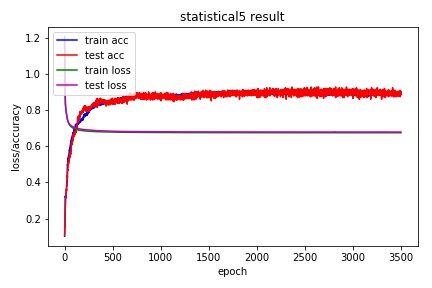 statistical5 result
train acc
test acc
train loss
test loss
loss/accuracy
1.2
1.0
0.8
0.6
0.4
0.2
0 500 1000 1500 2000 2500 3000 3500
epoch